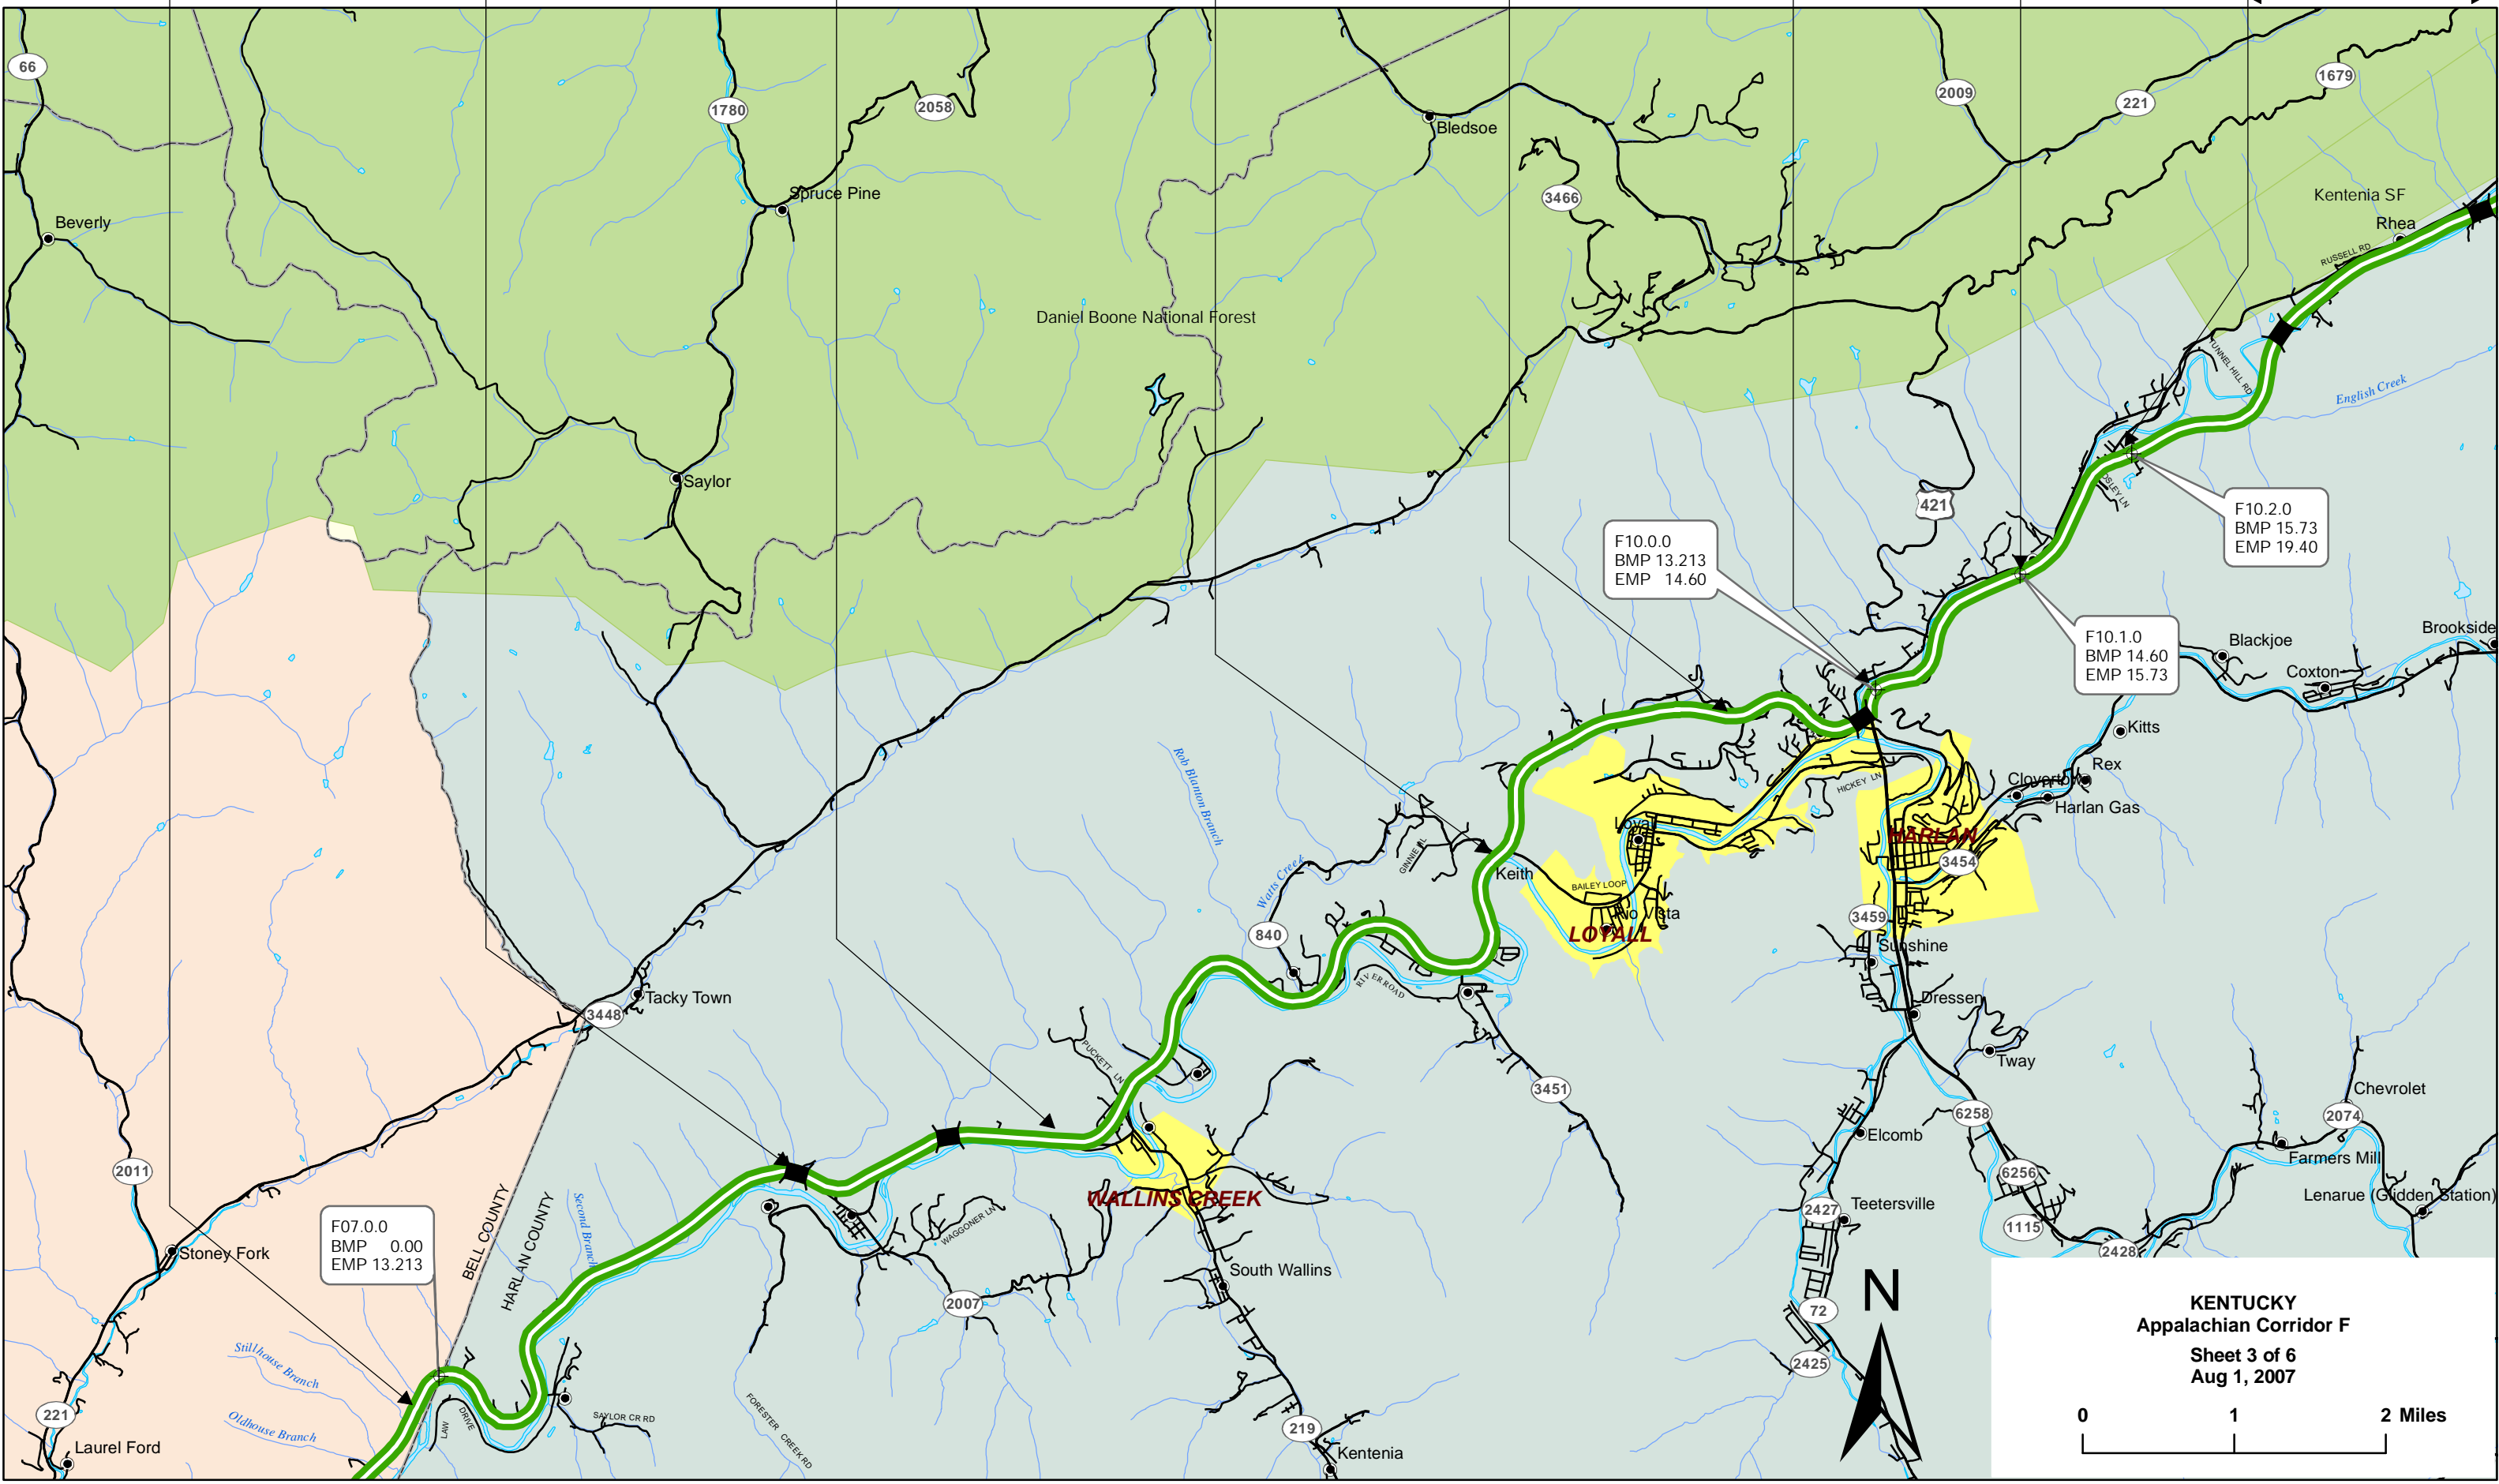 66
1780
2058
2009
221
1679
Bledsoe
3466
Spruce Pine
Kentenia SF
Rhea
RUSSELL RD
Beverly
Daniel Boone National Forest
TUNNEL HILL RD
English Creek
Saylor
421
F10.2.0
BMP 15.73
EMP 19.40
F10.0.0
BMP 13.213
EMP 14.60
F10.1.0
BMP 14.60
EMP 15.73
Blackjoe
Brookside
Coxton
Kitts
Rex
Clovertown
Harlan Gas
HICKEY LN
Rob Blanton Branch
Loyall
HARLAN
3454
Watts Creek
Keith
BAILEY LOOP
Rio Vista
LOYALL
840
3459
Sunshine
RIVER ROAD
Tacky Town
3448
Dressen
Tway
PUCKETT LN
3451
Chevrolet
2074
6258
Elcomb
Farmers Mill
2011
6256
WALLINS CREEK
Lenarue (Glidden Station)
2427
Teetersville
1115
2428
BELL COUNTY
HARLAN COUNTY
Second Branch
WAGGONER LN
Stoney Fork
F07.0.0
BMP 0.00
EMP 13.213
South Wallins
2007
72
2425
N
Stillhouse Branch
Oldhouse Branch
LAW DRIVE
SAYLOR CR RD
FORESTER CREEK RD
221
Laurel Ford
219
Kentenia
KENTUCKY
Appalachian Corridor F
Sheet 3 of 6
Aug 1, 2007
0 1 2 Miles